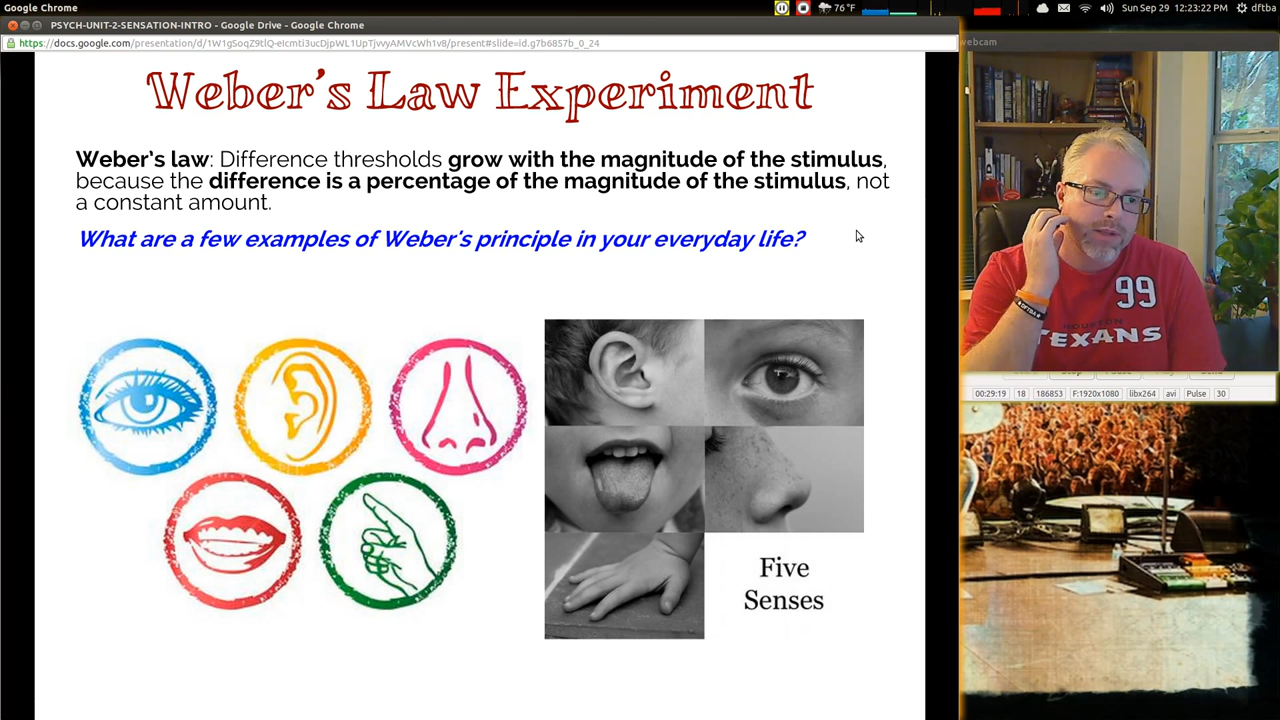 Google Chrome
76 °F
Sun Sep 29 12:23:22 PM
dftba
PSYCH-UNIT-2-SENSATION-INTRO - Google Drive - Google Chrome
webcam
Weber's Law Experiment
Weber's law: Difference thresholds grow with the magnitude of the stimulus,
because the difference is a percentage of the magnitude of the stimulus, not
a constant amount.
What are a few examples of Weber's principle in your everyday life?
99
HOUSTON
TEXANS
00:29:19
18
186853
F:1920x1080
libx264
avi
Pulse
30
Five
Senses